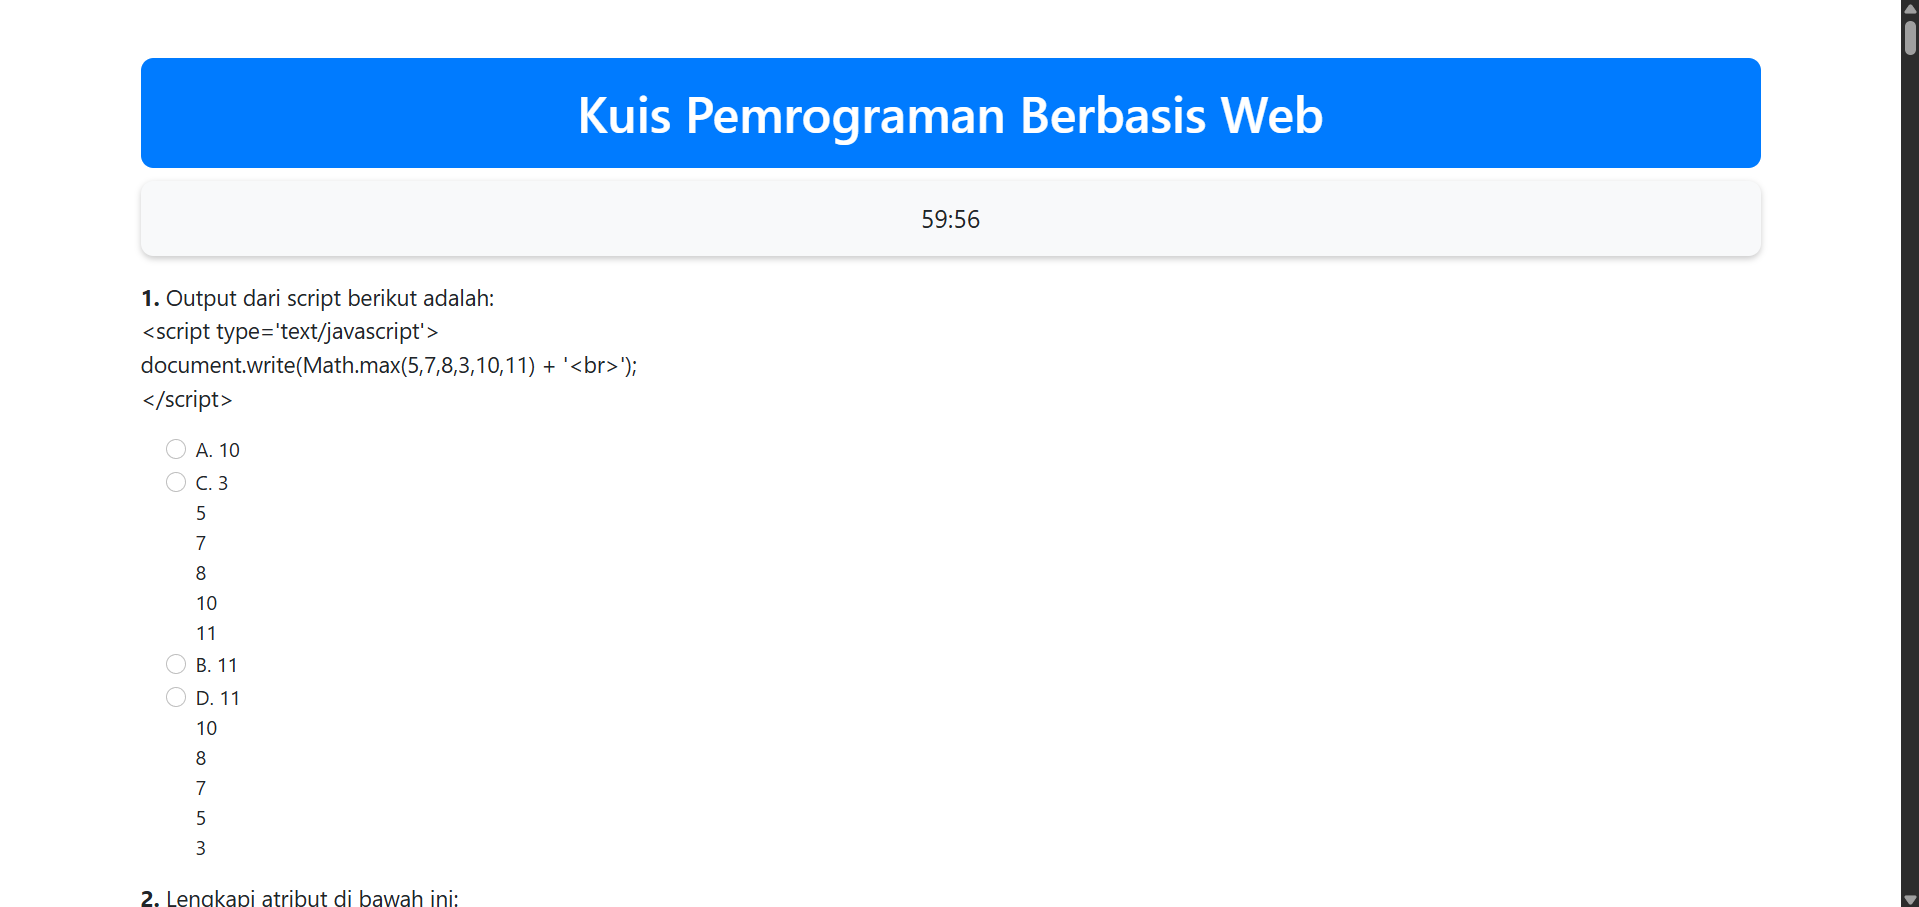 Kuis Pemrograman Berbasis Web
59:56
1. Output dari script berikut adalah:
<script type='text/javascript'>
document.write(Math.max(5,7,8,3,10,11) + '<br>');
</script>
A. 10
C. 3
5
7
8
10
11
B. 11
D. 11
10
8
7
5
3
2. Lengkapi atribut di bawah ini: